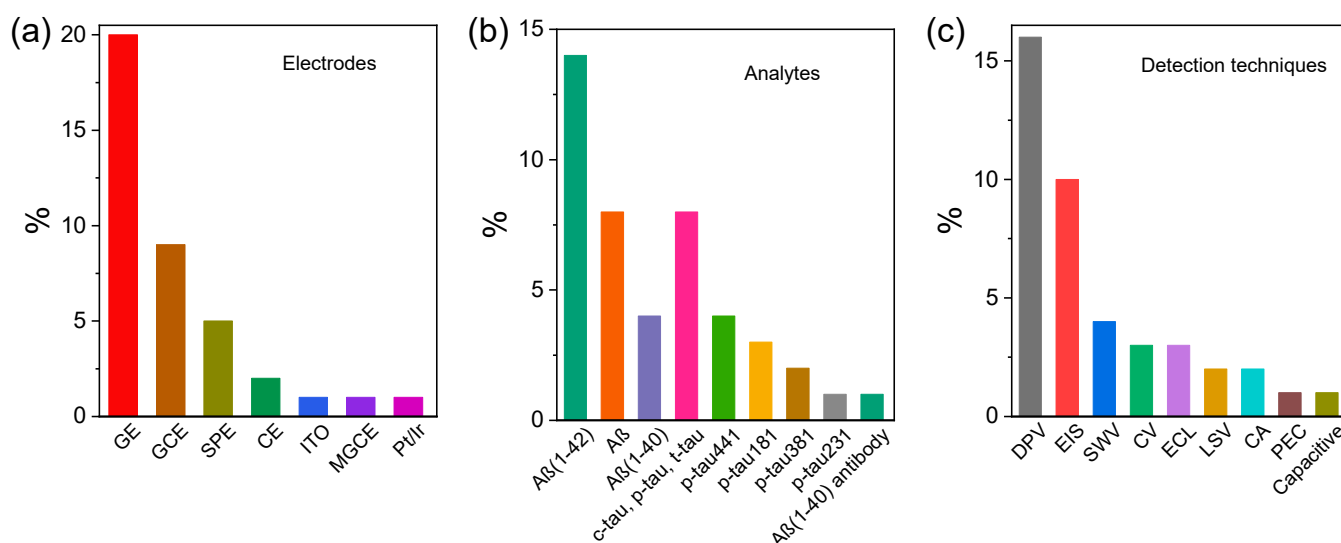 (a)
Electrodes
%
20
15
10
5
0
GE
GCE
SPE
CE
ITO
MGCE
Pt/Ir
(b)
Analytes
%
15
10
5
0
Aß(1-42)
Aß
Aß(1-40)
c-tau, p-tau, t-tau
p-tau441
p-tau181
p-tau381
p-tau231
Aß(1-40) antibody
(c)
Detection techniques
%
15
10
5
0
DPV
EIS
SWV
CV
ECL
LSV
CA
PEC
Capacitive